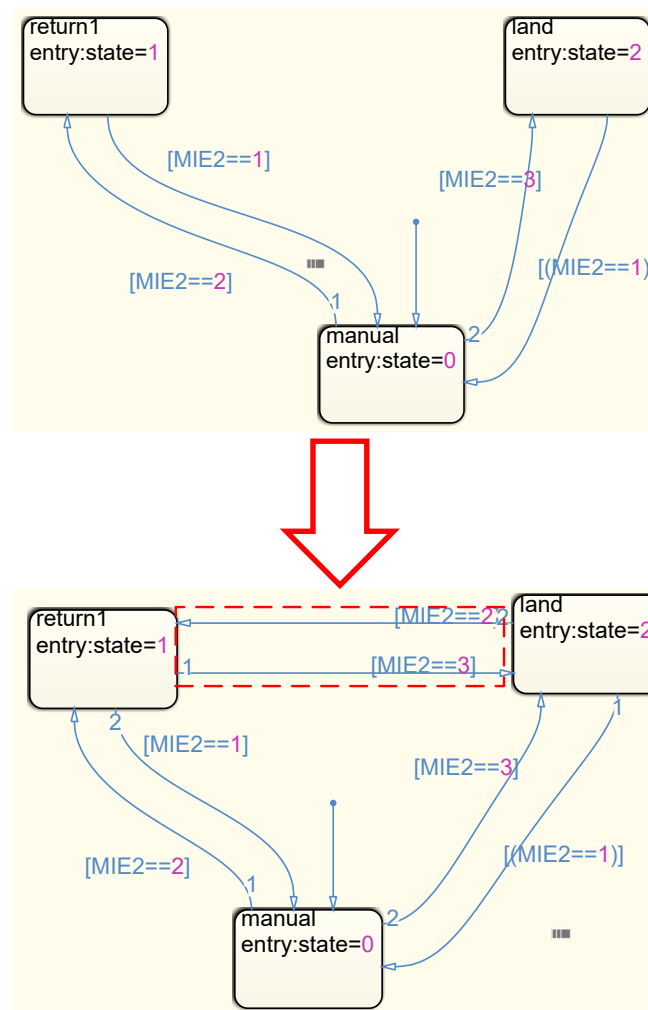 return1
entry:state=1
land
entry:state=2
[MIE2==1]
[MIE2==3]
[(MIE2==1)
[MIE2==2]
1
2
manual
entry:state=0
return1
entry:state=1
land
entry:state=2
[MIE2==2]
2
1
[MIE2==3]
2
1
[MIE2==1]
[MIE2==3]
[MIE2==2]
[(MIE2==1)]
1
2
manual
entry:state=0